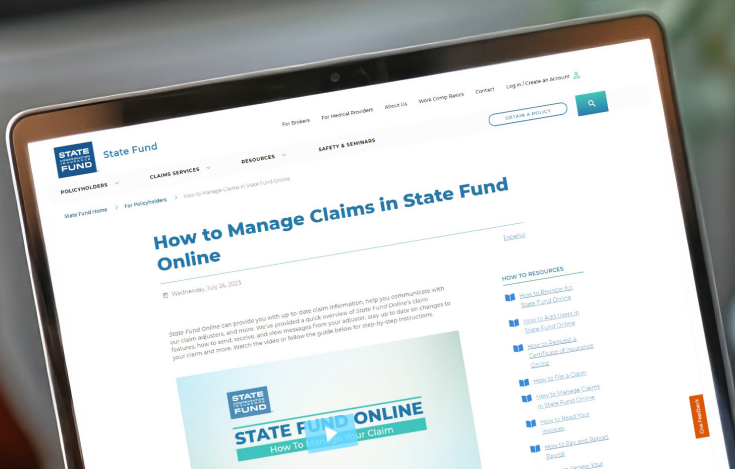 For Brokers For Medical Providers About Us Work Comp Basics Contact Log in / Create an Account
STATE
FUND
State Fund
OBTAIN A POLICY
POLICYHOLDERS CLAIMS SERVICES RESOURCES SAFETY & SEMINARS
State Fund Home > For Policyholders > How to Manage Claims in State Fund Online
How to Manage Claims in State Fund
Online
Wednesday, July 26, 2023
Español
State Fund Online can provide you with up-to-date claim information, help you communicate with
our claim adjusters, and more. We've provided a quick overview of State Fund Online's claim
features, how to send, receive, and view messages from your adjuster, stay up to date on changes to
your claim and more. Watch the video or follow the guide below for step-by-step instructions.
STATE
FUND
STATE FUND ONLINE
How To Manage Your Claim
HOW TO RESOURCES
How to Register for
State Fund Online
How to Add Users in
State Fund Online
How to Request a
Certificate of Insurance
Online
How to File a Claim
How to Manage Claims
in State Fund Online
How to Read Your
Invoices
How to Pay and Report
Payroll
Your
Give Feedback